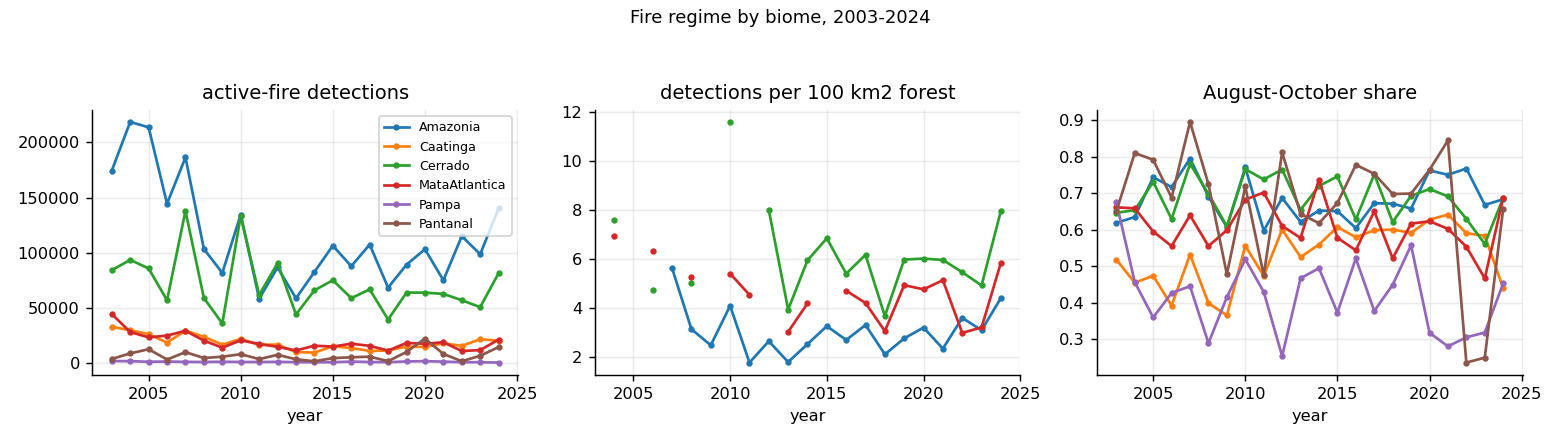 Fire regime by biome, 2003-2024
active-fire detections
200000
150000
100000
50000
0
2005 2010 2015 2020 2025
year
Amazonia
Caatinga
Cerrado
MataAtlantica
Pampa
Pantanal
detections per 100 km2 forest
12
10
8
6
4
2
2005 2010 2015 2020 2025
year
August-October share
0.9
0.8
0.7
0.6
0.5
0.4
0.3
2005 2010 2015 2020 2025
year